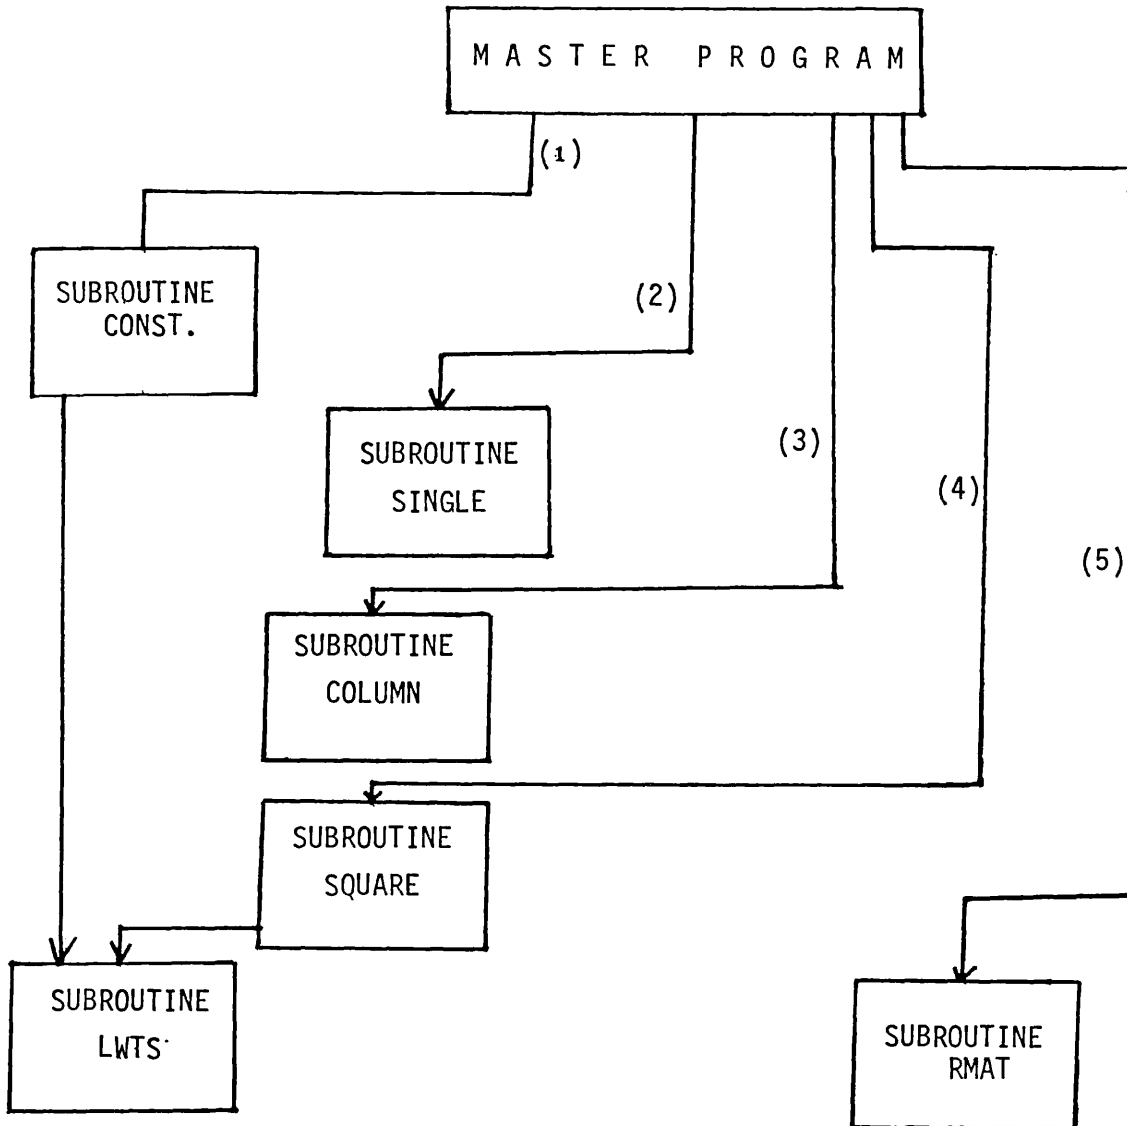 MASTER PROGRAM
(1)
SUBROUTINE
CONST.
(2)
SUBROUTINE
SINGLE
(3)
(4)
(5)
SUBROUTINE
COLUMN
SUBROUTINE
SQUARE
SUBROUTINE
LWTS
SUBROUTINE
RMAT